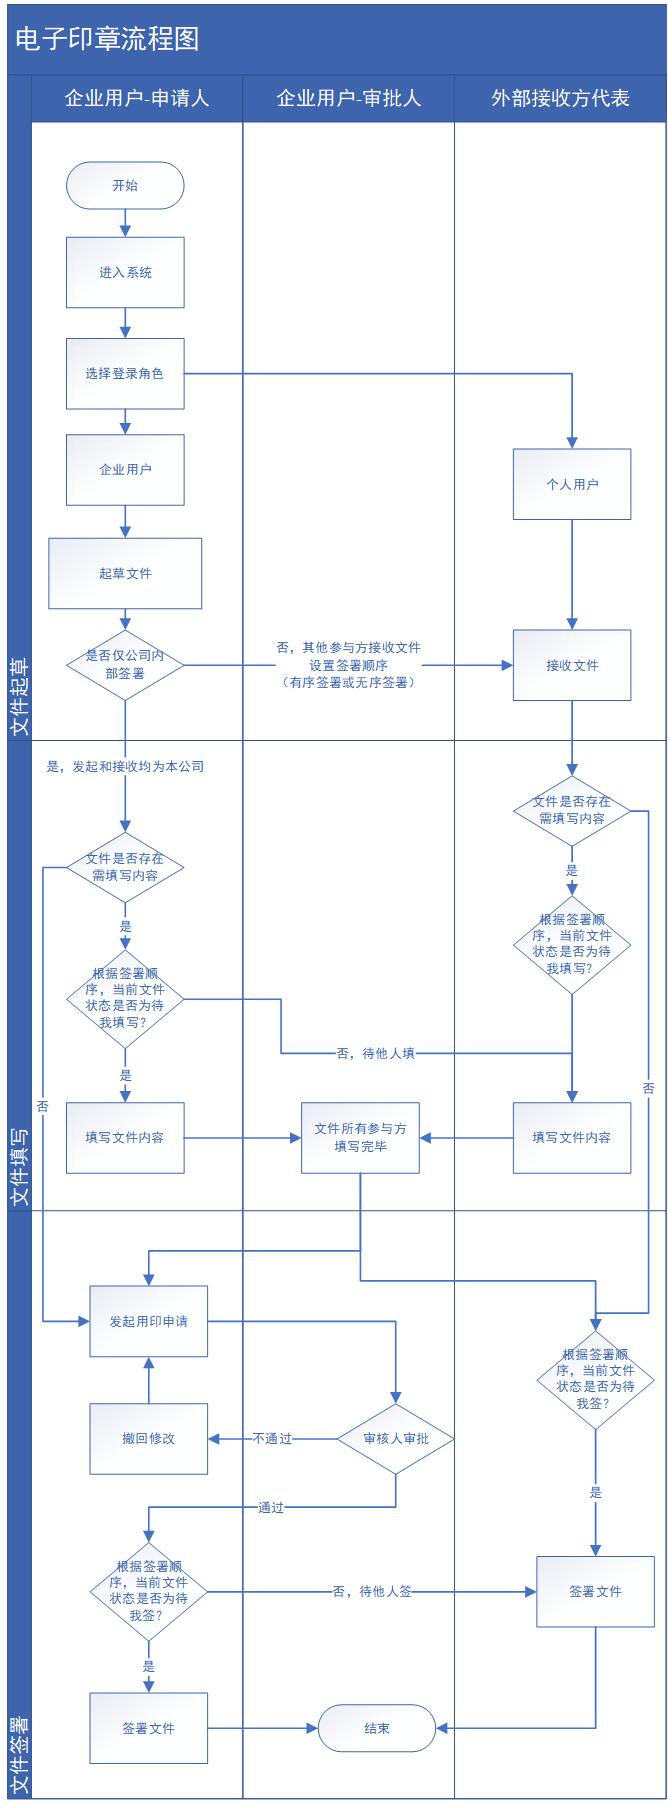 电子印章流程图
企业用户-申请人
企业用户-审批人
外部接收方代表
文件起草
开始
进入系统
选择登录角色
企业用户
个人用户
起草文件
是否仅公司内
部签署
否，其他参与方接收文件
设置签署顺序
（有序签署或无序签署）
接收文件
文件填写
是，发起和接收均为本公司
文件是否存在
需填写内容
文件是否存在
需填写内容
是
是
根据签署顺
序，当前文件
状态是否为待
我填写？
根据签署顺
序，当前文件
状态是否为待
我填写？
否，待他人填
是
否
否
填写文件内容
文件所有参与方
填写完毕
填写文件内容
文件签署
发起用印申请
根据签署顺
序，当前文件
状态是否为待
我签？
撤回修改
不通过
审核人审批
是
通过
根据签署顺
序，当前文件
状态是否为待
我签？
否，待他人签
签署文件
是
签署文件
结束